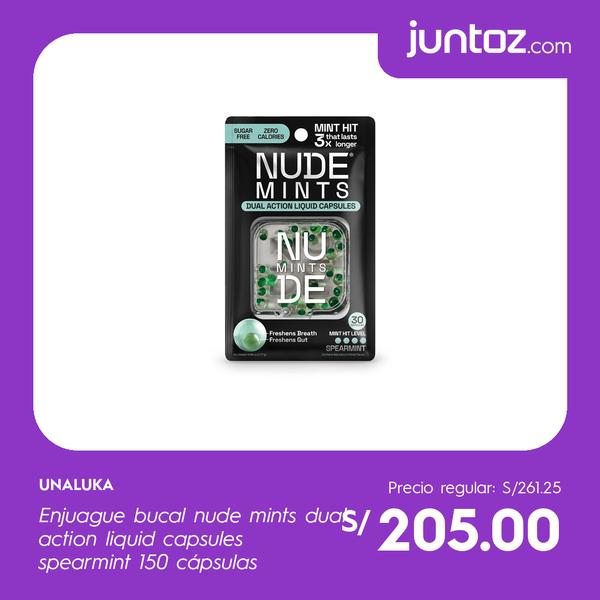 juntoz.com
SUGAR FREE
ZERO CALORIES
MINT HIT
3x that lasts longer
NUDE
MINTS
DUAL ACTION LIQUID CAPSULES
NU
MINTS
DE
30
Freshens Breath
Freshens Gut
MINT HIT LEVEL
SPEARMINT
UNALUKA
Enjuague bucal nude mints dual
action liquid capsules
spearmint 150 cápsulas
Precio regular: S/261.25
S/ 205.00